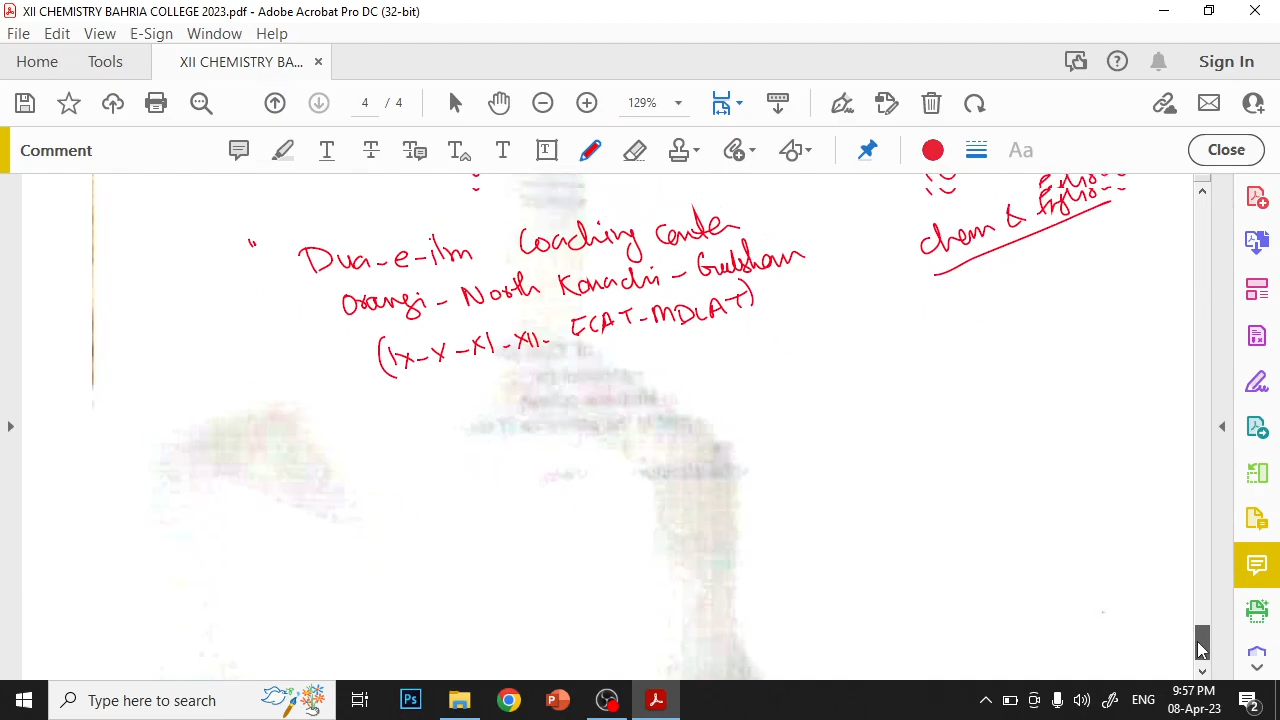 XII CHEMISTRY BAHRIA COLLEGE 2023.pdf - Adobe Acrobat Pro DC (32-bit)
File Edit View E-Sign Window Help
Home Tools XII CHEMISTRY BA... × Sign In
4 / 4 129%
Comment Close
chem &
" Dua-e-ilm Coaching Center
Orangi - North Karachi - Gulshan
(IX-X-XI-XII- ECAT-MDCAT)
Type here to search
ENG
9:57 PM
08-Apr-23
2